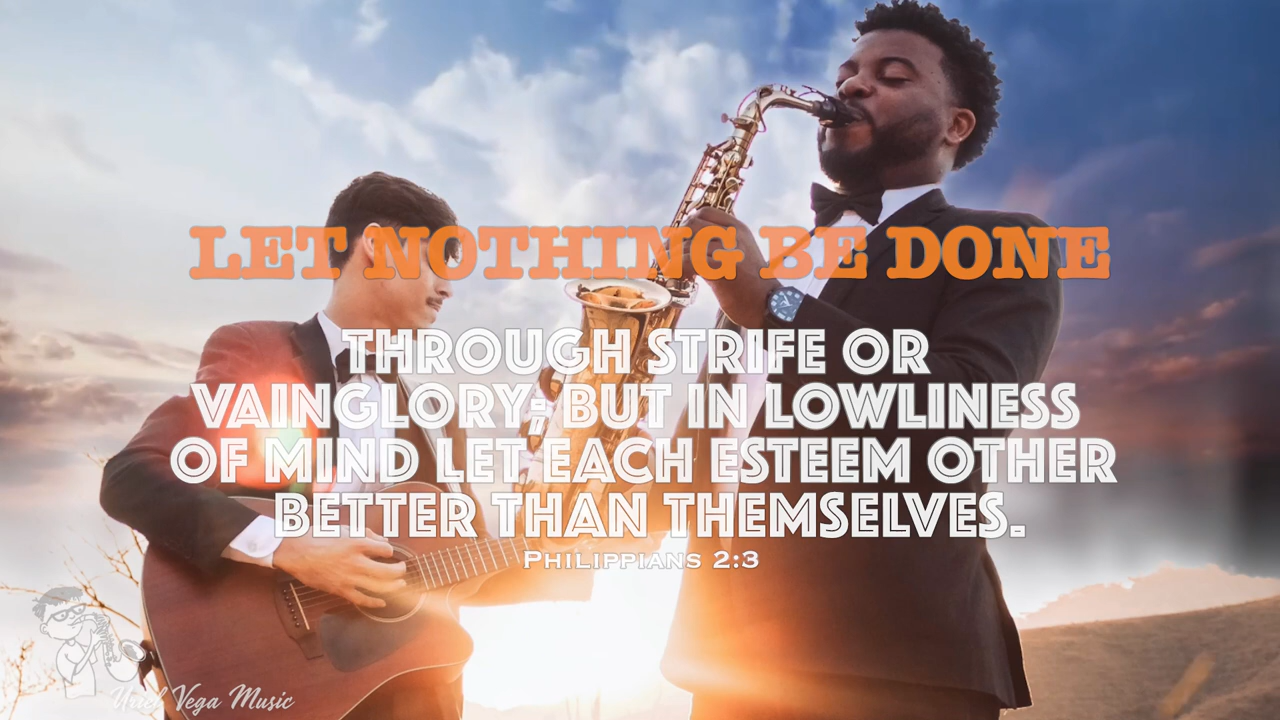 LET NOTHING BE DONE
THROUGH STRIFE OR
VAINGLORY; BUT IN LOWLINESS
OF MIND LET EACH ESTEEM OTHER
BETTER THAN THEMSELVES.
PHILIPPIANS 2:3
Uriel Vega Music